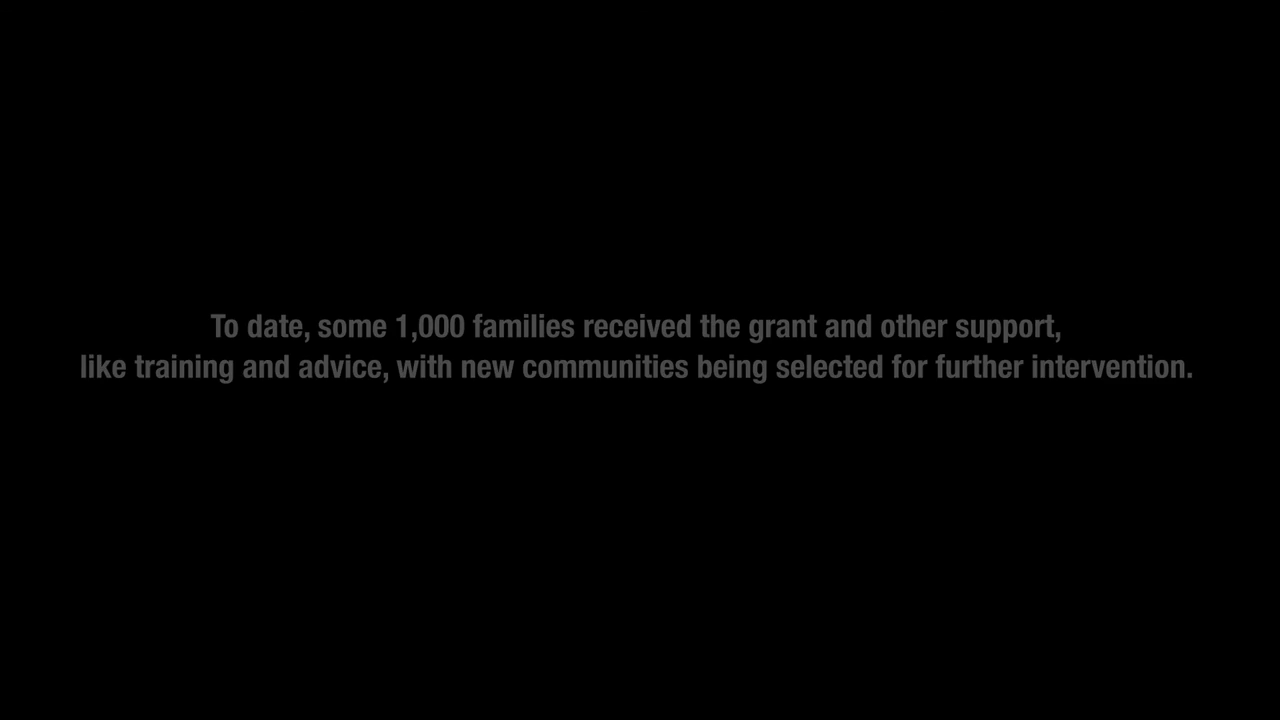 To date, some 1,000 families received the grant and other support,
like training and advice, with new communities being selected for further intervention.